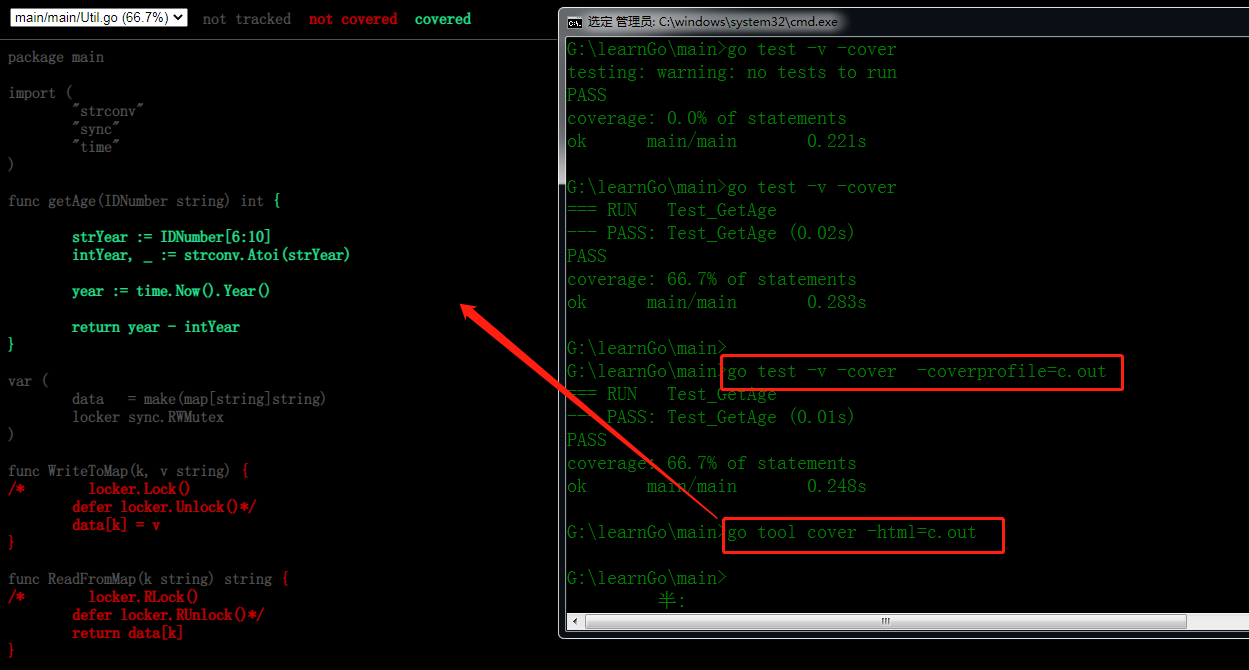 main/main/Util.go (66.7%) not tracked not covered covered
package main
import (
"strconv"
"sync"
"time"
)
func getAge(IDNumber string) int {
strYear := IDNumber[6:10]
intYear, _ := strconv.Atoi(strYear)
year := time.Now().Year()
return year - intYear
}
var (
data = make(map[string]string)
locker sync.RWMutex
)
func WriteToMap(k, v string) {
/* locker.Lock()
defer locker.Unlock()*/
data[k] = v
}
func ReadFromMap(k string) string {
/* locker.RLock()
defer locker.RUnlock()*/
return data[k]
}
选定 管理员: C:\windows\system32\cmd.exe
G:\learnGo\main>go test -v -cover
testing: warning: no tests to run
PASS
coverage: 0.0% of statements
ok main/main 0.221s
G:\learnGo\main>go test -v -cover
=== RUN Test_GetAge
--- PASS: Test_GetAge (0.02s)
PASS
coverage: 66.7% of statements
ok main/main 0.283s
G:\learnGo\main>
G:\learnGo\main>go test -v -cover -coverprofile=c.out
=== RUN Test_GetAge
--- PASS: Test_GetAge (0.01s)
PASS
coverage: 66.7% of statements
ok main/main 0.248s
G:\learnGo\main>go tool cover -html=c.out
G:\learnGo\main>
半: